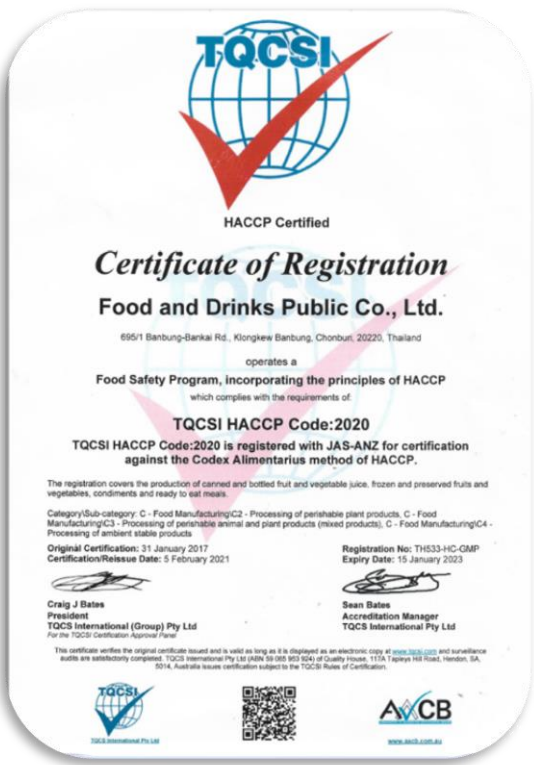 TQCSI
HACCP Certified
Certificate of Registration
Food and Drinks Public Co., Ltd.
695/1 Banbung-Bankai Rd., Klongkew Banbung, Chonburi, 20220, Thailand
operates a
Food Safety Program, incorporating the principles of HACCP
which complies with the requirements of:
TQCSI HACCP Code:2020
TQCSI HACCP Code:2020 is registered with JAS-ANZ for certification
against the Codex Alimentarius method of HACCP.
The registration covers the production of canned and bottled fruit and vegetable juice, frozen and preserved fruits and
vegetables, condiments and ready to eat meals.
Category\Sub-category: C - Food Manufacturing\C2 - Processing of perishable plant products, C - Food
Manufacturing\C3 - Processing of perishable animal and plant products (mixed products), C - Food Manufacturing\C4 -
Processing of ambient stable products
Original Certification: 31 January 2017
Certification/Reissue Date: 5 February 2021
Registration No: TH533-HC-GMP
Expiry Date: 15 January 2023
Craig J Bates
President
TQCS International (Group) Pty Ltd
For the TQCSI Certification Approval Panel
Sean Bates
Accreditation Manager
TQCS International Pty Ltd
This certificate verifies the original certificate issued and is valid as long as it is displayed as an electronic copy at www.tqcsi.com and surveillance
audits are satisfactorily completed. TQCS International Pty Ltd (ABN 59 065 953 924) of Quality House, 117A Tapleys Hill Road, Hendon, SA,
5014, Australia issues certification subject to the TQCSI Rules of Certification.
TQCSI
TQCS International Pty Ltd
AWCB
www.awcb.com.au